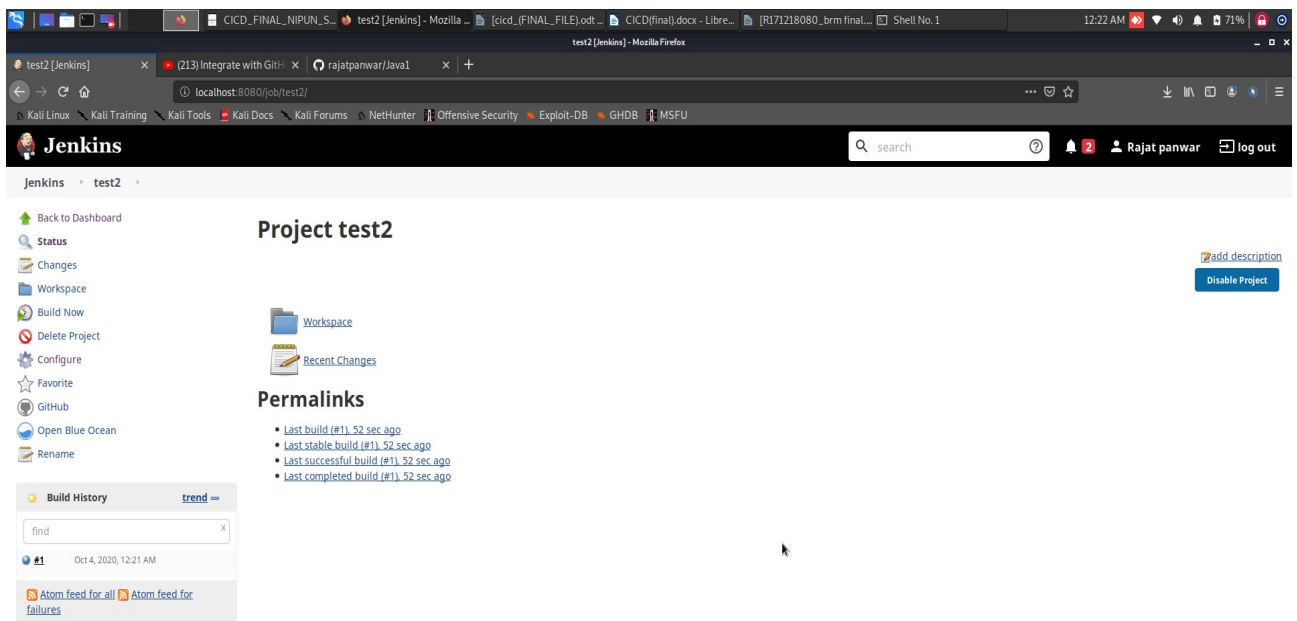 CICD_FINAL_NIPUN_S... test2 [Jenkins] - Mozilla ... [cicd_(FINAL_FILE).odt ... CICD(final).docx - Libre... [R171218080_brm final.... Shell No. 1 12:22 AM 71%
test2 [Jenkins] - Mozilla Firefox
test2 [Jenkins] (213) Integrate with GitH rajatpanwar/Java1
localhost:8080/job/test2/
Kali Linux Kali Training Kali Tools Kali Docs Kali Forums NetHunter Offensive Security Exploit-DB GHDB MSFU
Jenkins search 2 Rajat panwar log out
Jenkins test2
Back to Dashboard
Status
Changes
Workspace
Build Now
Delete Project
Configure
Favorite
GitHub
Open Blue Ocean
Rename
Build History trend
find x
#1 Oct 4, 2020, 12:21 AM
Atom feed for all Atom feed for
failures
Project test2
add description
Disable Project
Workspace
Recent Changes
Permalinks
Last build (#1), 52 sec ago
Last stable build (#1), 52 sec ago
Last successful build (#1), 52 sec ago
Last completed build (#1), 52 sec ago